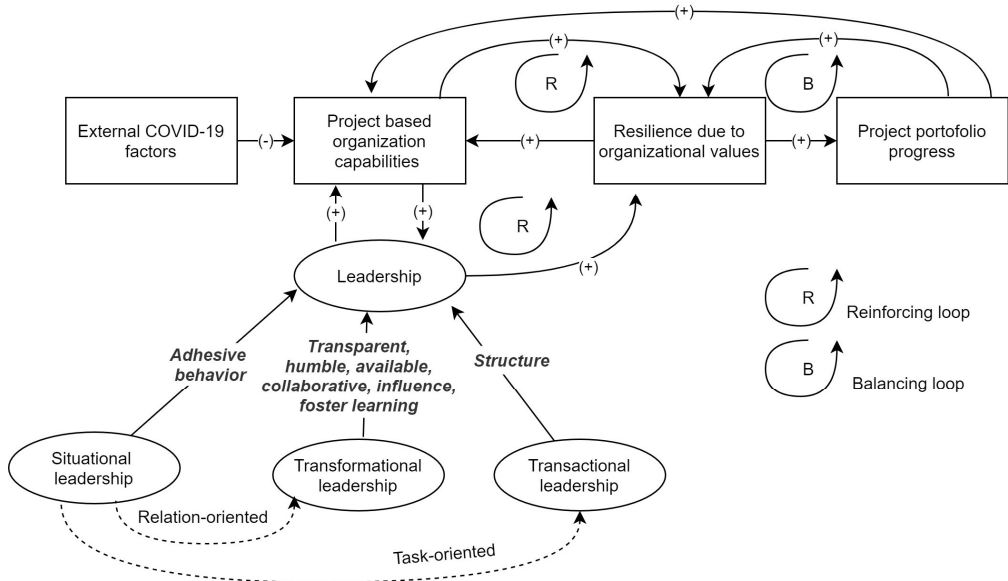 (+)
(+)
(+)
R
B
External COVID-19
factors
(-)
Project based
organization
capabilities
(+)
Resilience due to
organizational values
(+)
Project portofolio
progress
(+)
(+)
R
Leadership
(+)
R
Reinforcing loop
B
Balancing loop
Adhesive
behavior
Transparent,
humble, available,
collaborative, influence,
foster learning
Structure
Situational
leadership
Transformational
leadership
Transactional
leadership
Relation-oriented
Task-oriented